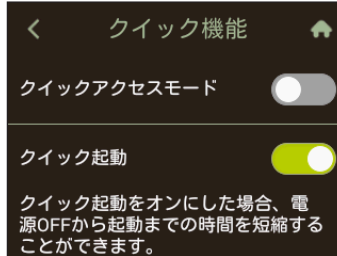 クイック機能
クイックアクセスモード
クイック起動
クイック起動をオンにした場合、電
源OFFから起動までの時間を短縮する
ことができます。